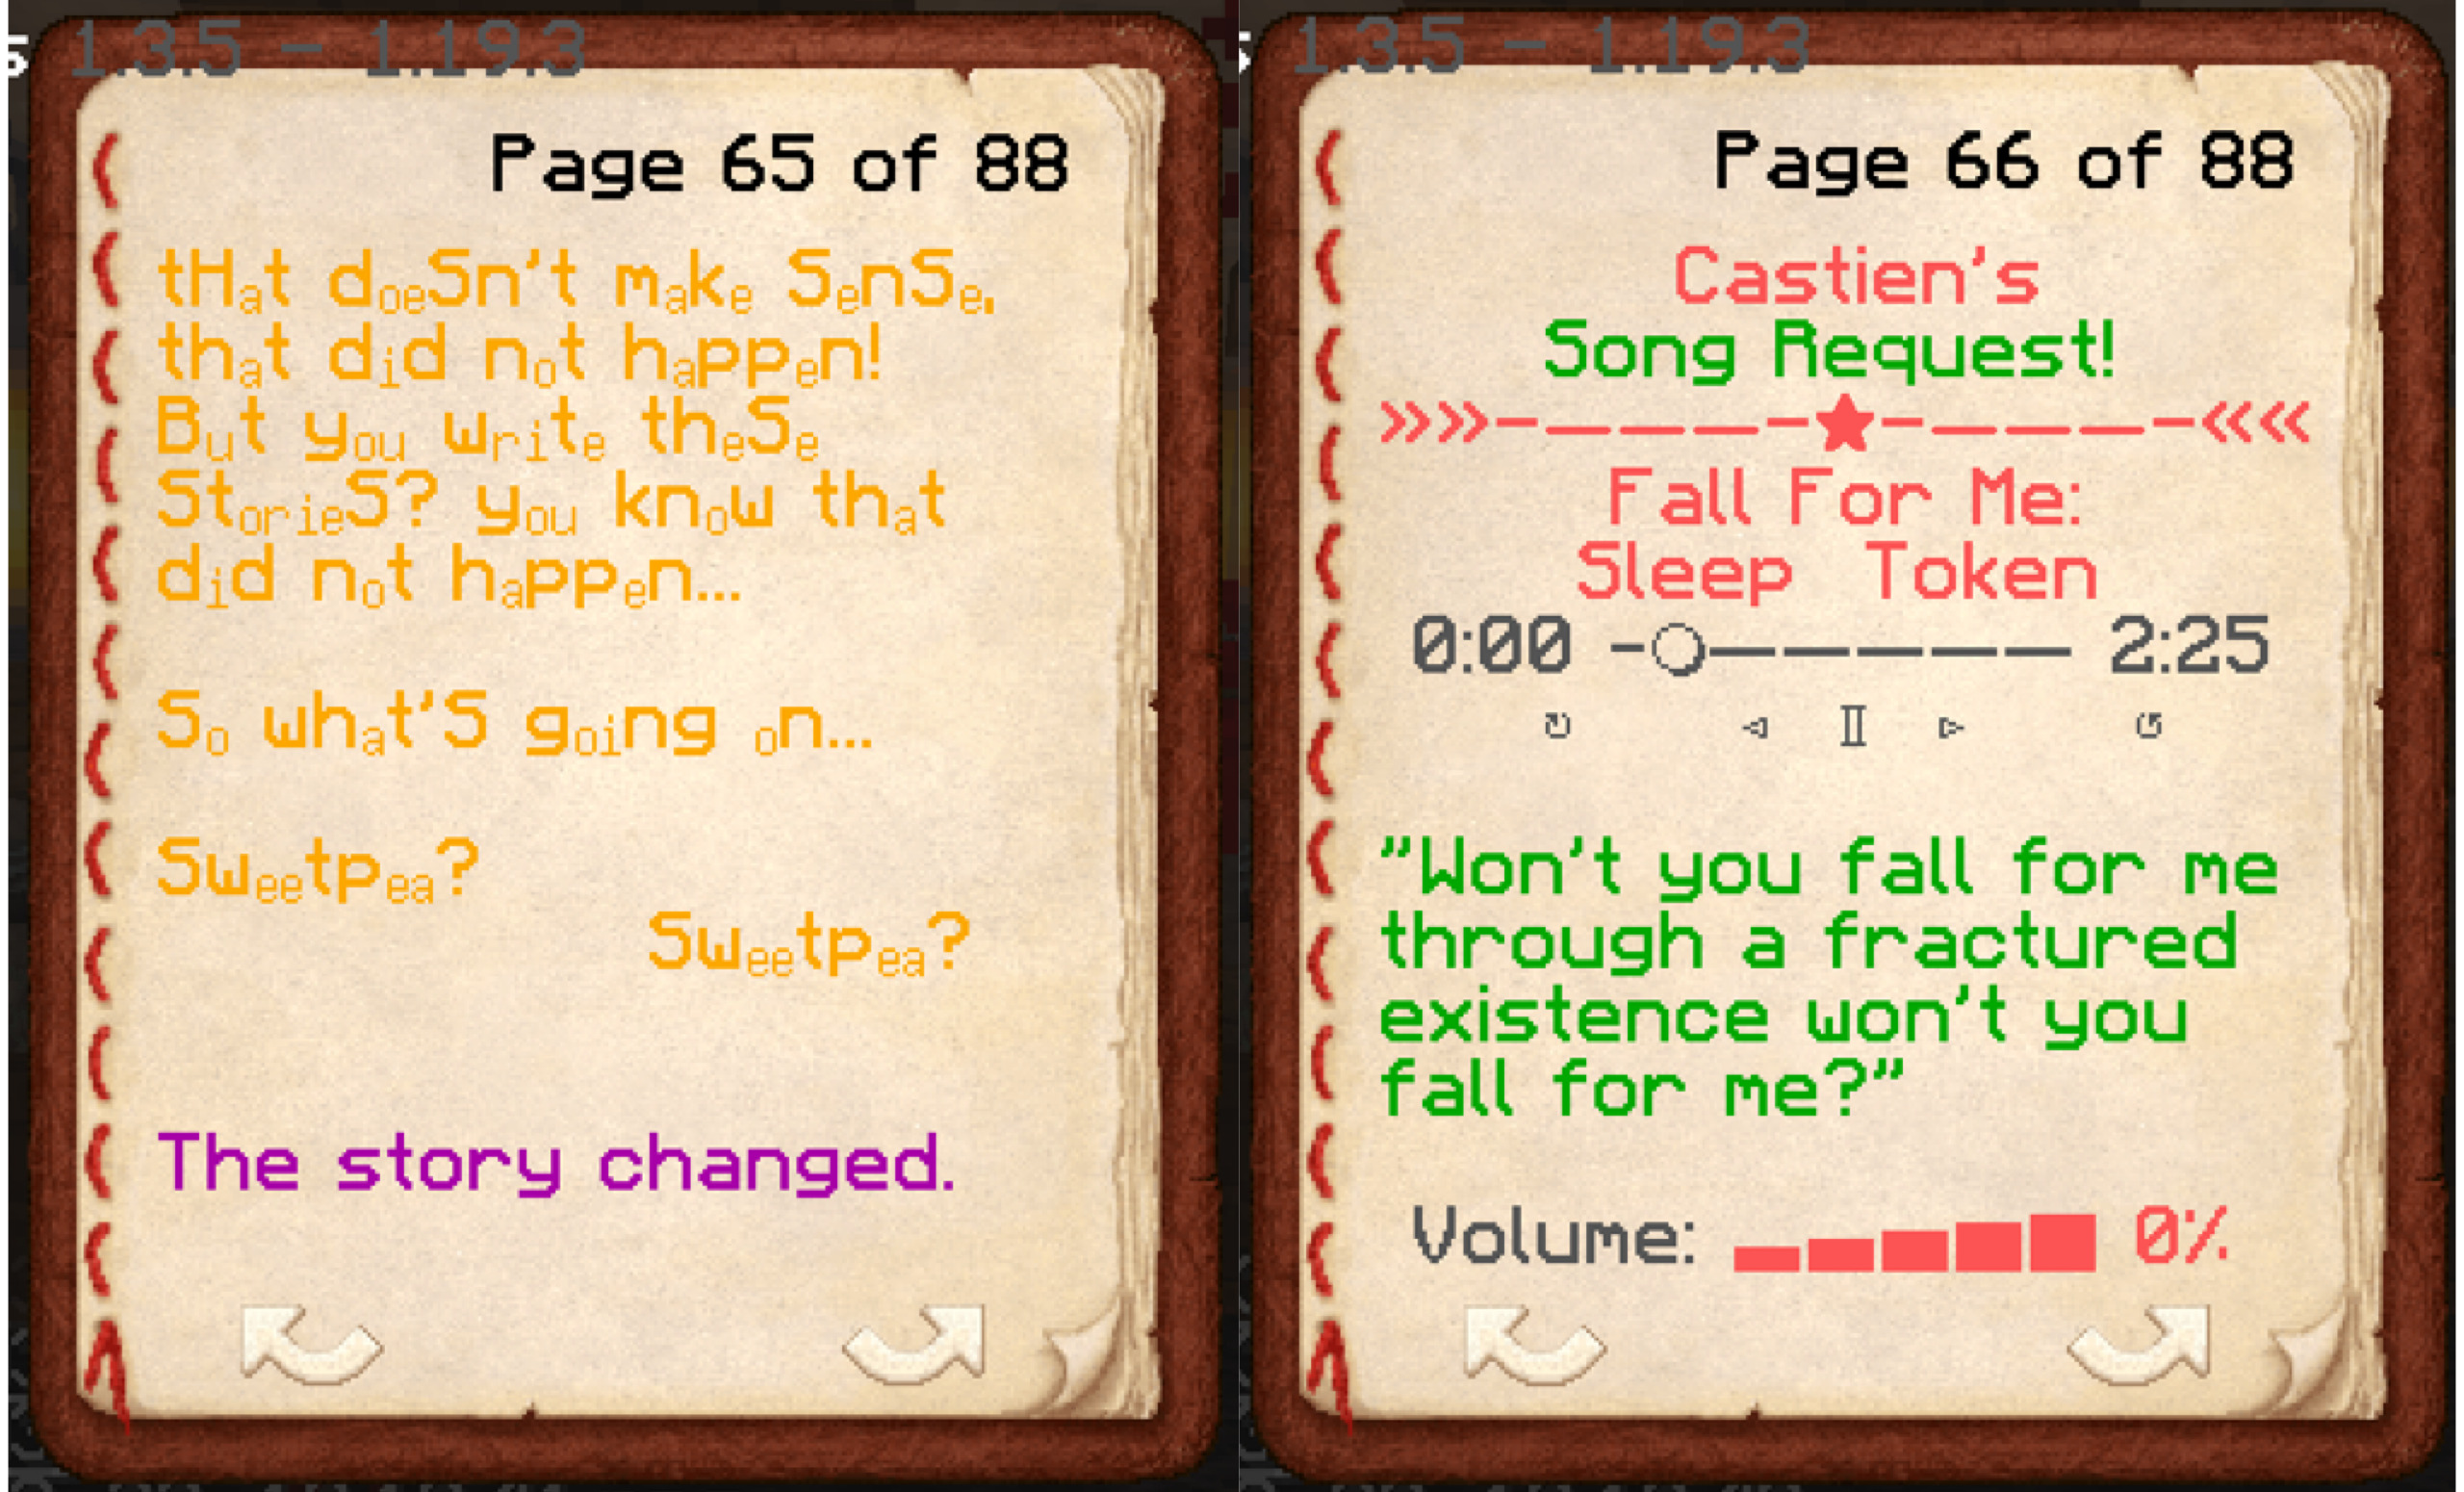 1.3.5 - 1.19.3
Page 65 of 88
tHₐt dₒₑSn't mₐkₑ SₑnSₑ,
thₐt dᵢd nₒt hₐppₑn!
Bᵤt yₒᵤ wᵣᵢtₑ thₑSₑ
StₒᵣᵢₑS? yₒᵤ knₒw thₐt
dᵢd nₒt hₐppₑn...
Sₒ whₐt'S gₒᵢng ₒn...
Swₑₑtpₑₐ?
Swₑₑtpₑₐ?
The story changed.
1.3.5 - 1.19.3
Page 66 of 88
Castien's
Song Request!
»»-————-★-————-««
Fall For Me:
Sleep Token
0:00 -○————— 2:25
↻ ◁ II ▷ ↺
"Won't you fall for me
through a fractured
existence won't you
fall for me?"
Volume: ▂▃▄▅▆ 0%